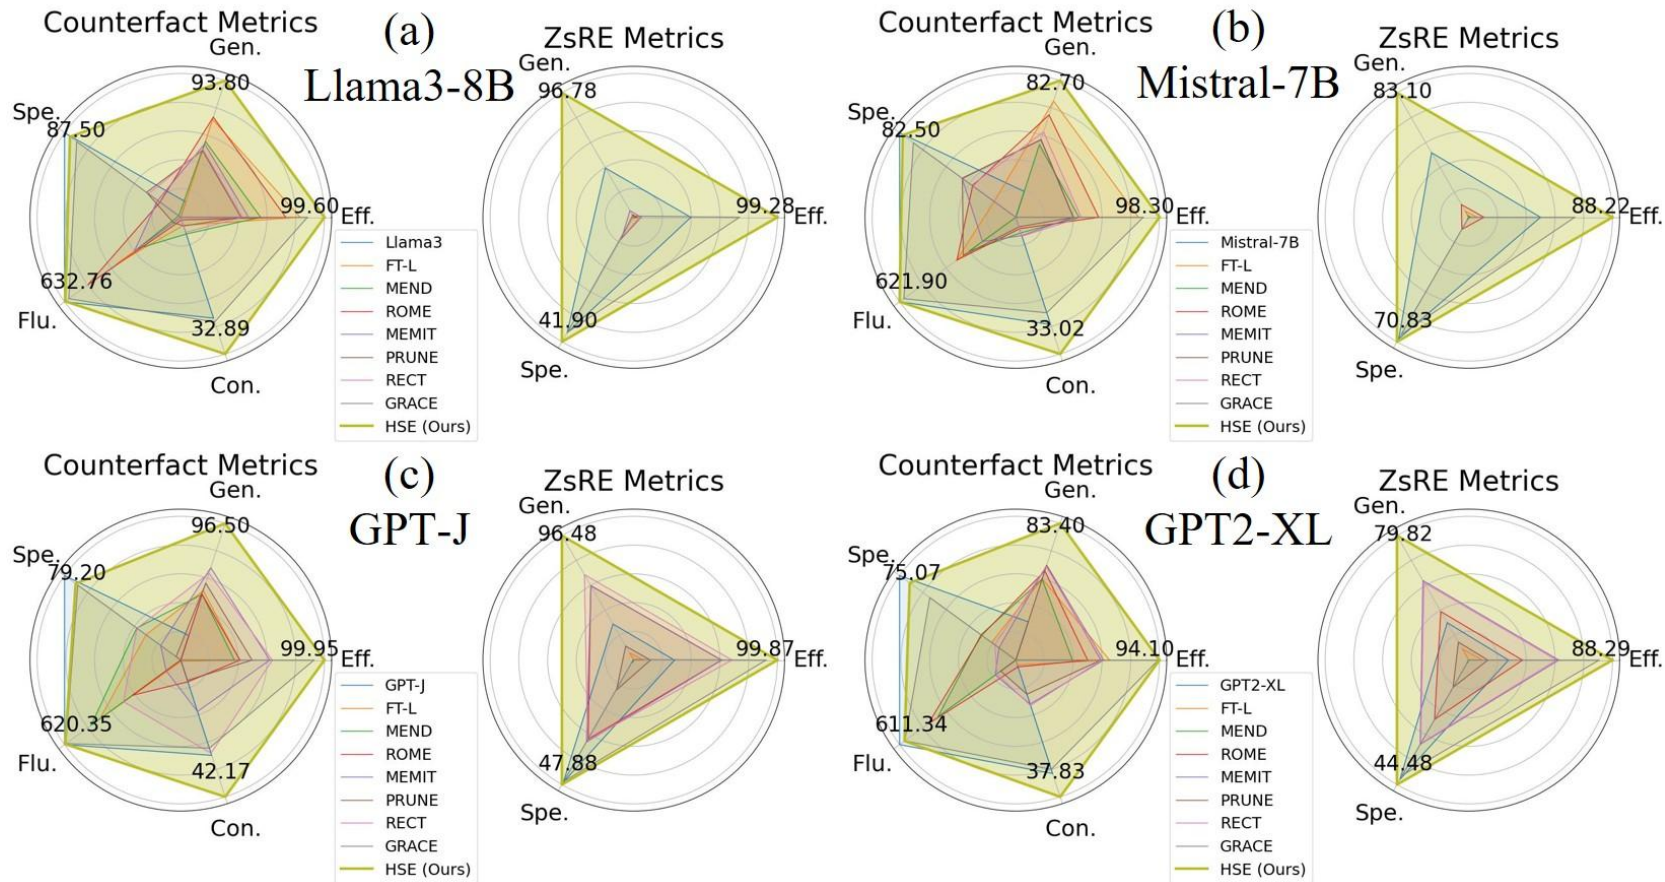 Counterfact Metrics
(a)
Llama3-8B
Gen.
93.80
Spe.
87.50
99.60
Eff.
632.76
Flu.
32.89
Con.
ZsRE Metrics
Gen.
96.78
99.28
Eff.
41.90
Spe.
Llama3
FT-L
MEND
ROME
MEMIT
PRUNE
RECT
GRACE
HSE (Ours)
Counterfact Metrics
(b)
Mistral-7B
Gen.
82.70
Spe.
82.50
98.30
Eff.
621.90
Flu.
33.02
Con.
ZsRE Metrics
Gen.
83.10
88.22
Eff.
70.83
Spe.
Mistral-7B
FT-L
MEND
ROME
MEMIT
PRUNE
RECT
GRACE
HSE (Ours)
Counterfact Metrics
(c)
GPT-J
Gen.
96.50
Spe.
79.20
99.95
Eff.
620.35
Flu.
42.17
Con.
ZsRE Metrics
Gen.
96.48
99.87
Eff.
47.88
Spe.
GPT-J
FT-L
MEND
ROME
MEMIT
PRUNE
RECT
GRACE
HSE (Ours)
Counterfact Metrics
(d)
GPT2-XL
Gen.
83.40
Spe.
75.07
94.10
Eff.
611.34
Flu.
37.83
Con.
ZsRE Metrics
Gen.
79.82
88.29
Eff.
44.48
Spe.
GPT2-XL
FT-L
MEND
ROME
MEMIT
PRUNE
RECT
GRACE
HSE (Ours)